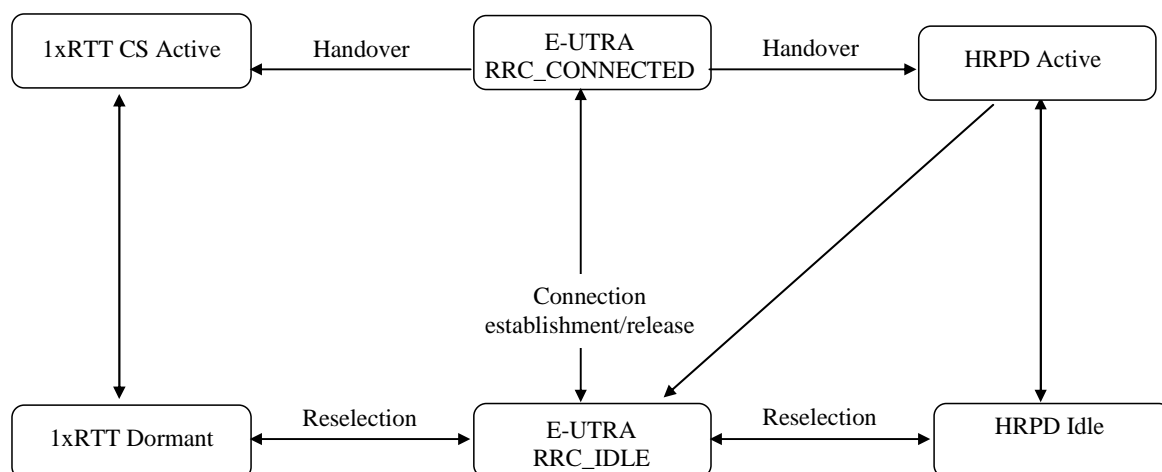 1xRTT CS Active
Handover
E-UTRA
RRC_CONNECTED
Handover
HRPD Active
Connection
establishment/release
1xRTT Dormant
Reselection
E-UTRA
RRC_IDLE
Reselection
HRPD Idle